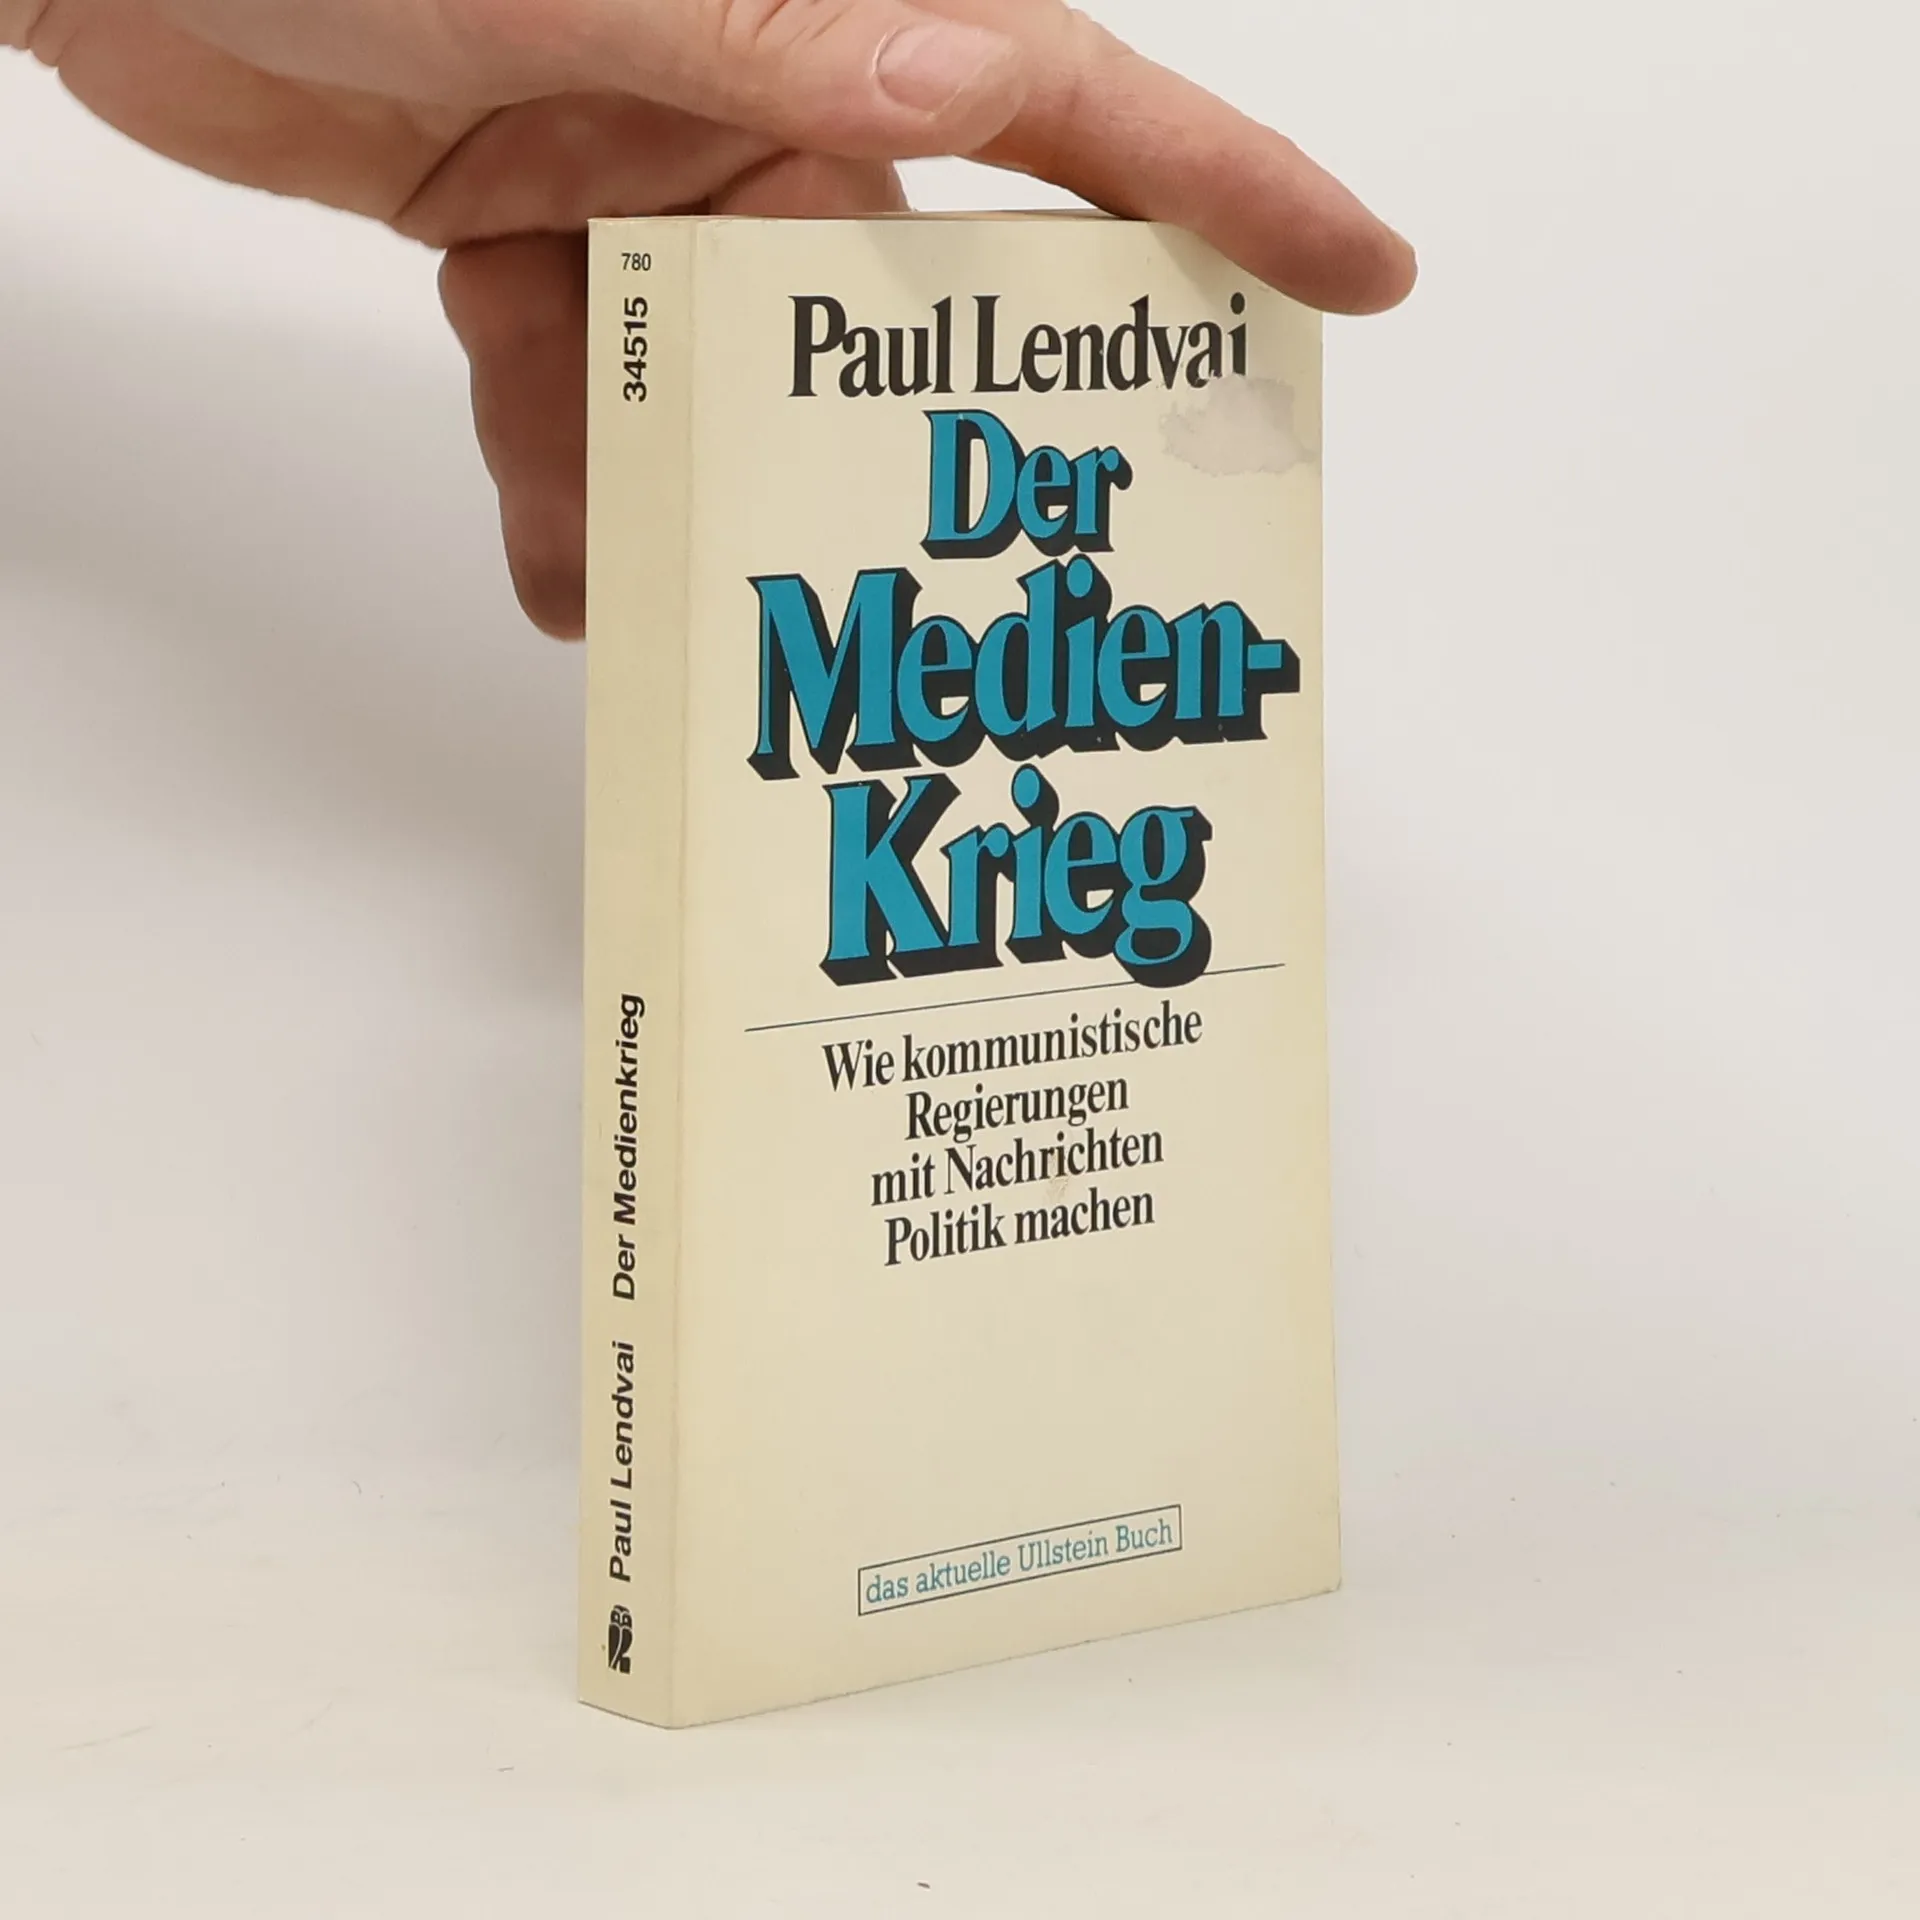 780
34515
Paul Lendvai Der Medienkrieg
Paul Lendvai
Der
Medien-
Krieg
Wie kommunistische
Regierungen
mit Nachrichten
Politik machen
das aktuelle Ullstein Buch